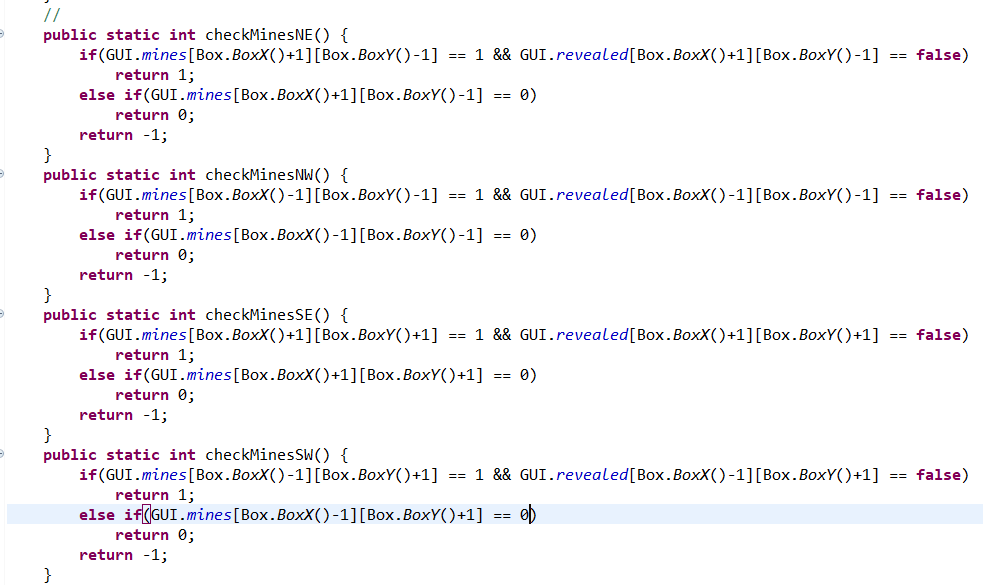 //
public static int checkMinesNE() {
if(GUI.mines[Box.BoxX()+1][Box.BoxY()-1] == 1 && GUI.revealed[Box.BoxX()+1][Box.BoxY()-1] == false)
return 1;
else if(GUI.mines[Box.BoxX()+1][Box.BoxY()-1] == 0)
return 0;
return -1;
}
public static int checkMinesNW() {
if(GUI.mines[Box.BoxX()-1][Box.BoxY()-1] == 1 && GUI.revealed[Box.BoxX()-1][Box.BoxY()-1] == false)
return 1;
else if(GUI.mines[Box.BoxX()-1][Box.BoxY()-1] == 0)
return 0;
return -1;
}
public static int checkMinesSE() {
if(GUI.mines[Box.BoxX()+1][Box.BoxY()+1] == 1 && GUI.revealed[Box.BoxX()+1][Box.BoxY()+1] == false)
return 1;
else if(GUI.mines[Box.BoxX()+1][Box.BoxY()+1] == 0)
return 0;
return -1;
}
public static int checkMinesSW() {
if(GUI.mines[Box.BoxX()-1][Box.BoxY()+1] == 1 && GUI.revealed[Box.BoxX()-1][Box.BoxY()+1] == false)
return 1;
else if(GUI.mines[Box.BoxX()-1][Box.BoxY()+1] == 0)
return 0;
return -1;
}